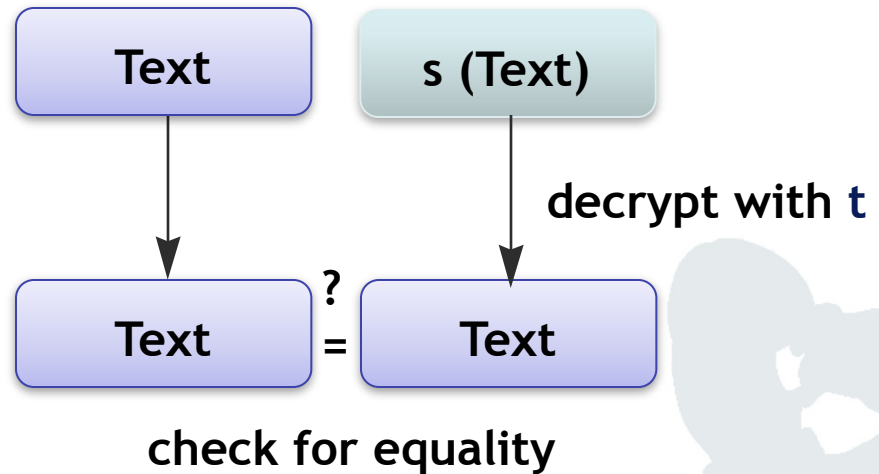 Text
s (Text)
decrypt with t
Text
?
=
Text
check for equality